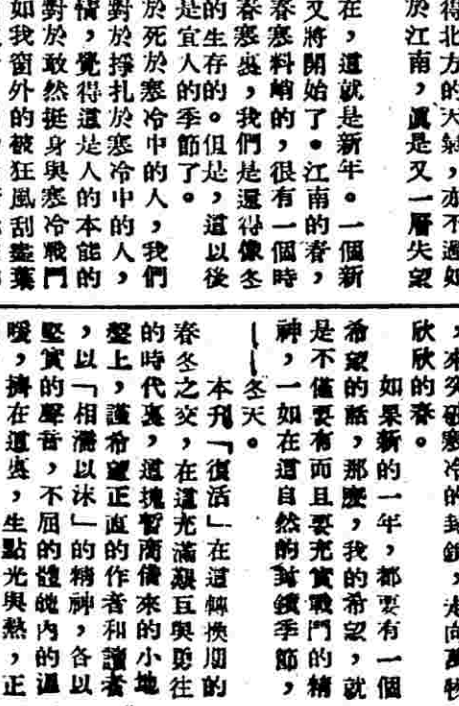 得北方的天氣，亦不過如
於江南，眞是又一層失望
在，這就是新年。一個新
又將開始了。江南的春，
春寒料峭的，很有一個時
春寒裏，我們是還得像冬
的生存的。但是，這以後
是宜人的季節了。
於死於寒冷中的人，我們
對於掙扎於寒冷中的人，
情，覺得這是人的本能的
對於敢然挺身與寒冷戰鬥
如我窗外的被狂風刮盡葉
，來突破寒冷的封鎖，走向萬物
欣欣的春。
如果新的一年，都要有一個
希望的話，那麼，我的希望，就
是不僅要有而且要充實戰鬥的精
神，一如在這自然的封鎖季節，
——冬天。
本刊「復活」在這轉換期的
春冬之交，在這充滿艱與往
的時代裏，這塊暫商借來的小地
盤上，謹希望正直的作者和讀者
，以「相濡以沫」的精神，各以
堅實的聲音，不屈的體魄內的溫
暖，擠在這裏，生點光與熱，正